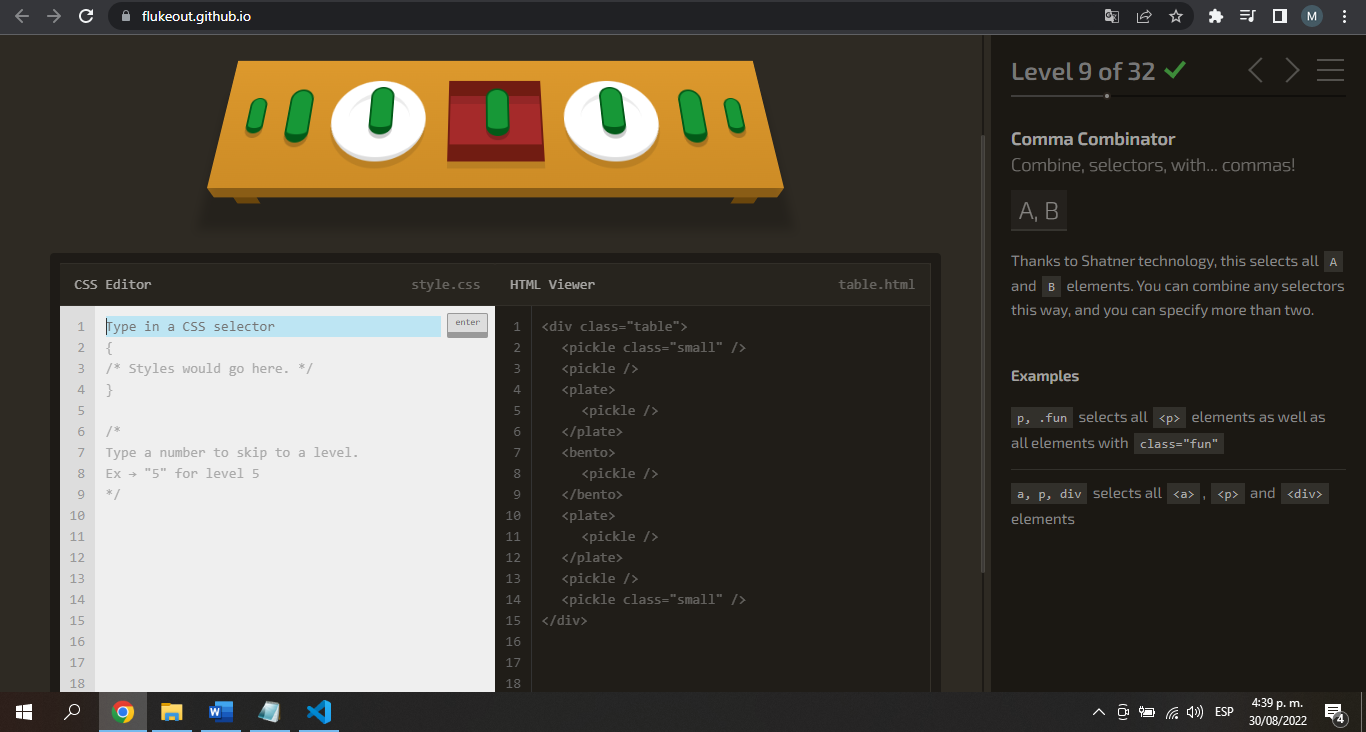 flukeout.github.io
M
Level 9 of 32
Comma Combinator
Combine, selectors, with... commas!
A, B
Thanks to Shatner technology, this selects all A
and B elements. You can combine any selectors
this way, and you can specify more than two.
Examples
p, .fun selects all <p> elements as well as
all elements with class="fun"
a, p, div selects all <a>, <p> and <div>
elements
CSS Editor style.css
1 Type in a CSS selector enter
2 {
3 /* Styles would go here. */
4 }
5
6 /*
7 Type a number to skip to a level.
8 Ex → "5" for level 5
9 */
10
11
12
13
14
15
16
17
18
HTML Viewer table.html
1 <div class="table">
2 <pickle class="small" />
3 <pickle />
4 <plate>
5 <pickle />
6 </plate>
7 <bento>
8 <pickle />
9 </bento>
10 <plate>
11 <pickle />
12 </plate>
13 <pickle />
14 <pickle class="small" />
15 </div>
16
17
18
ESP
4:39 p. m.
30/08/2022
4